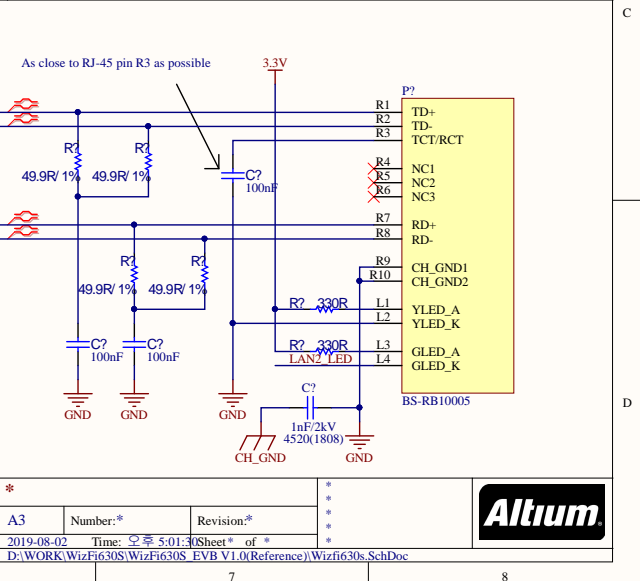 C
As close to RJ-45 pin R3 as possible
3.3V
P?
R1 TD+
R2 TD-
R3 TCT/RCT
R4 NC1
R5 NC2
R6 NC3
R7 RD+
R8 RD-
R9 CH_GND1
R10 CH_GND2
L1 YLED_A
L2 YLED_K
L3 GLED_A
L4 GLED_K
BS-RB10005
R? R?
49.9R/ 1% 49.9R/ 1%
C?
100nF
R? R?
49.9R/ 1% 49.9R/ 1%
R? 330R
R? 330R
LAN2_LED
C? C?
100nF 100nF
GND GND GND
C?
1nF/2kV
4520(1808)
CH_GND GND
D
*
A3 Number:* Revision:*
2019-08-02 Time: 오후 5:01:30 Sheet * of *
D:\WORK\WizFi630S\WizFi630S_EVB V1.0(Reference)\Wizfi630s.SchDoc
*
*
*
*
*
Altium
7 8